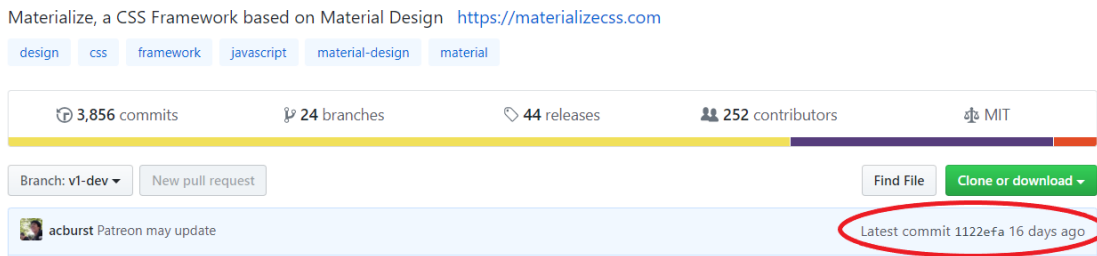 Materialize, a CSS Framework based on Material Design https://materializecss.com
design css framework javascript material-design material
3,856 commits 24 branches 44 releases 252 contributors MIT
Branch: v1-dev New pull request Find File Clone or download
acburst Patreon may update Latest commit 1122efa 16 days ago